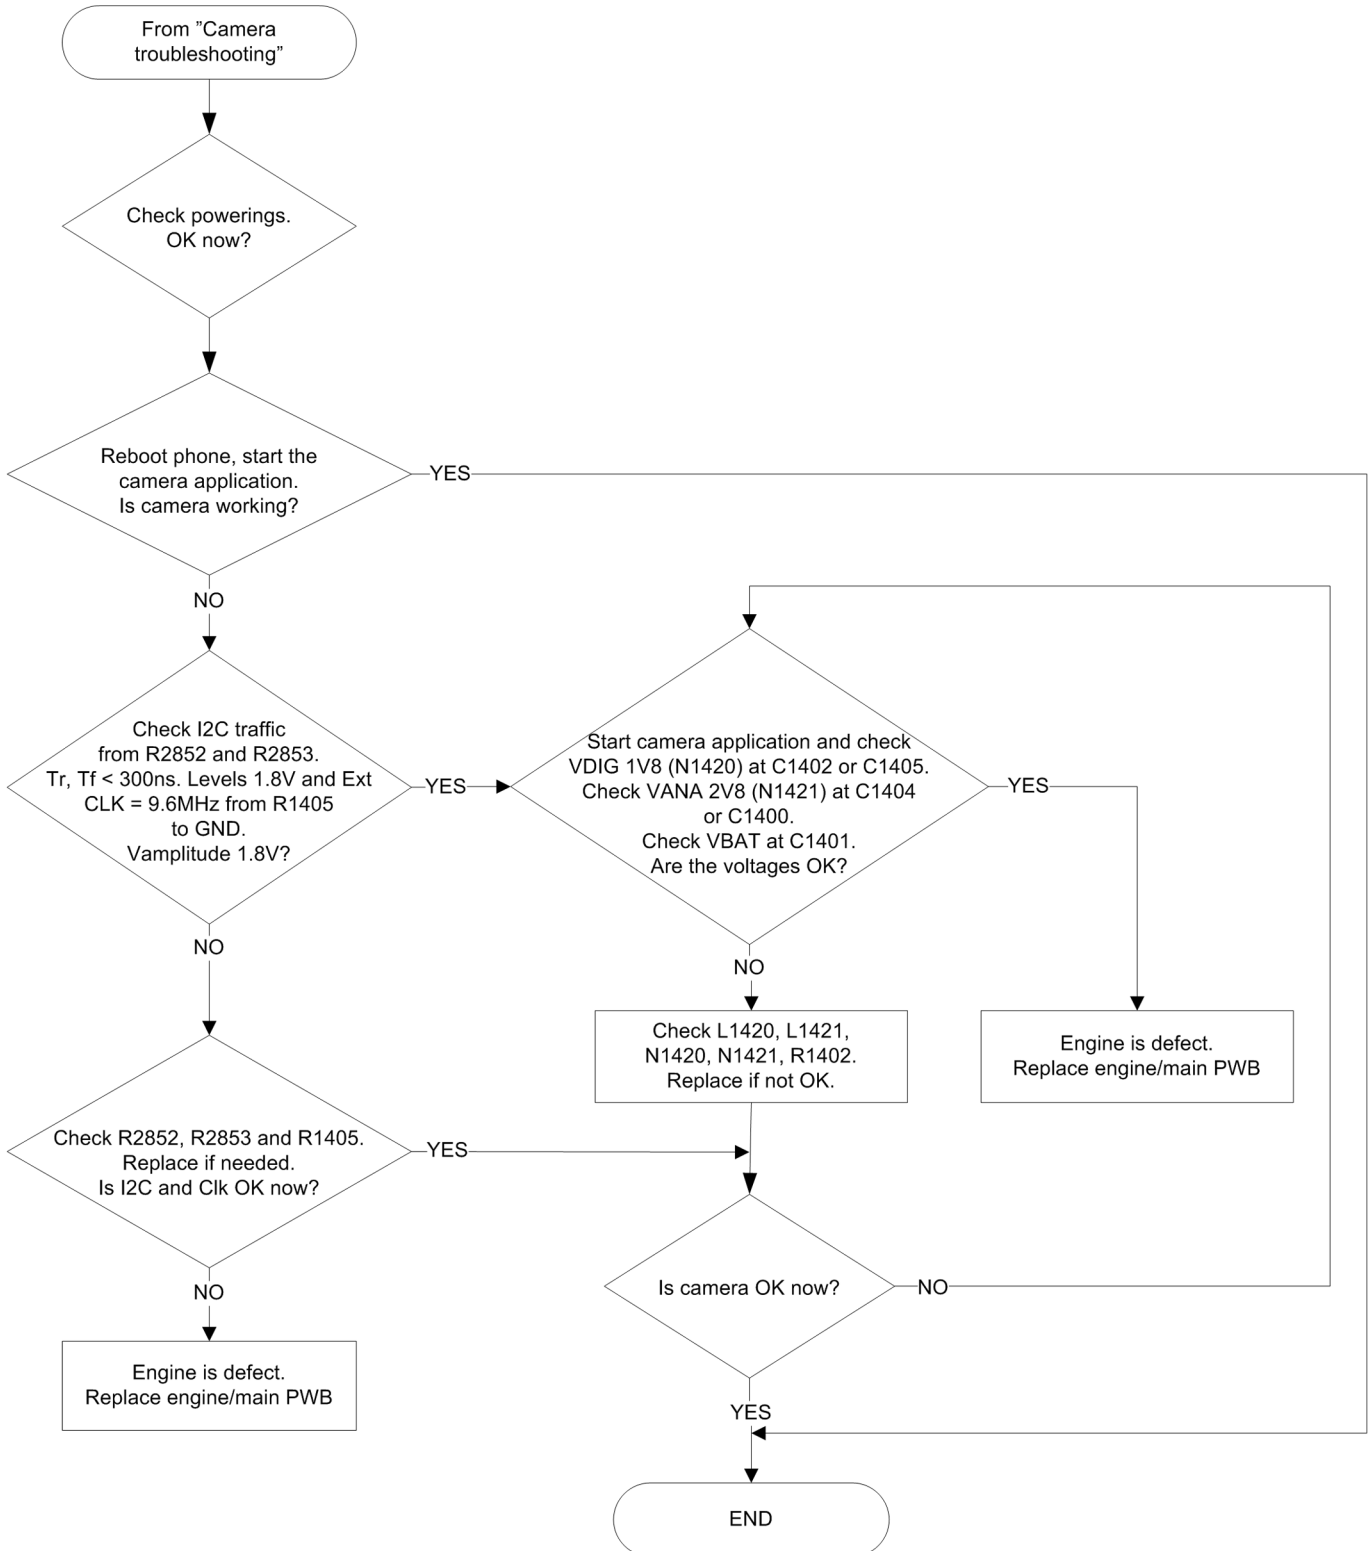 From ”Camera
troubleshooting”
Check powerings.
OK now?
Reboot phone, start the
camera application.
Is camera working?
YES
NO
Check I2C traffic
from R2852 and R2853.
Tr, Tf < 300ns. Levels 1.8V and Ext
CLK = 9.6MHz from R1405
to GND.
Vamplitude 1.8V?
YES
Start camera application and check
VDIG 1V8 (N1420) at C1402 or C1405.
Check VANA 2V8 (N1421) at C1404
or C1400.
Check VBAT at C1401.
Are the voltages OK?
YES
NO
NO
Check L1420, L1421,
N1420, N1421, R1402.
Replace if not OK.
Engine is defect.
Replace engine/main PWB
Check R2852, R2853 and R1405.
Replace if needed.
Is I2C and Clk OK now?
YES
NO
Is camera OK now?
NO
Engine is defect.
Replace engine/main PWB
YES
END